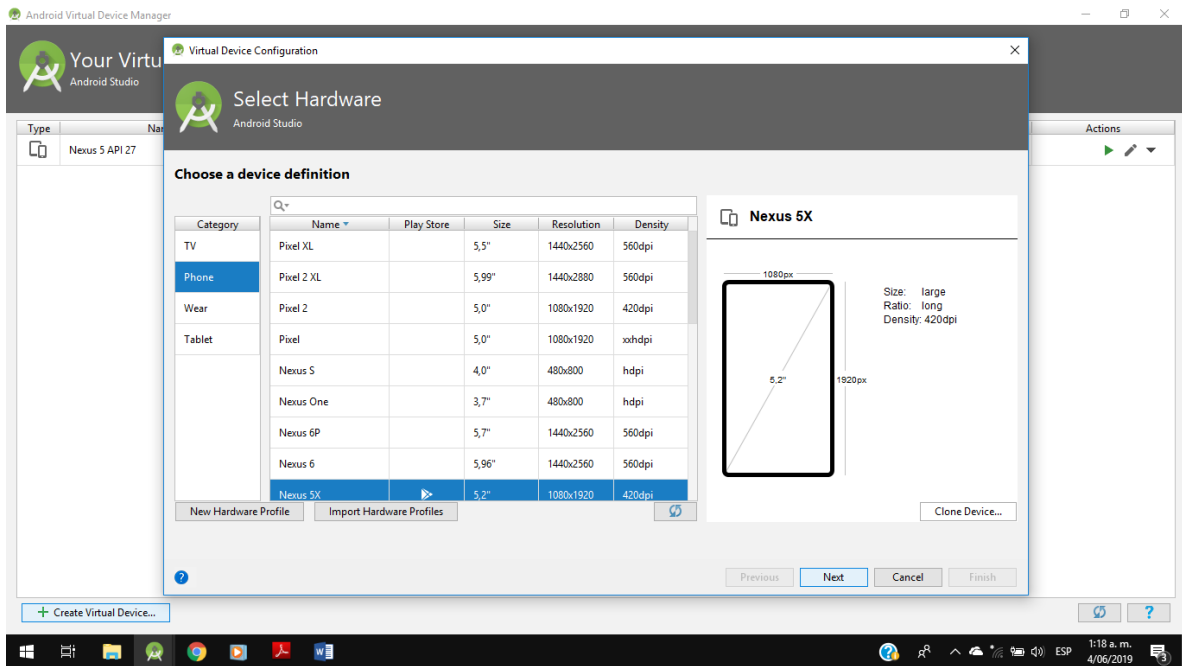 Android Virtual Device Manager
Your Virtu
Android Studio
Type Nar Actions
Nexus 5 API 27
Virtual Device Configuration
Select Hardware
Android Studio
Choose a device definition
Category
TV
Phone
Wear
Tablet
Name Play Store Size Resolution Density
Pixel XL 5,5" 1440x2560 560dpi
Pixel 2 XL 5,99" 1440x2880 560dpi
Pixel 2 5,0" 1080x1920 420dpi
Pixel 5,0" 1080x1920 xxhdpi
Nexus S 4,0" 480x800 hdpi
Nexus One 3,7" 480x800 hdpi
Nexus 6P 5,7" 1440x2560 560dpi
Nexus 6 5,96" 1440x2560 560dpi
Nexus 5X 5,2" 1080x1920 420dpi
New Hardware Profile Import Hardware Profiles
Nexus 5X
1080px
5,2"
1920px
Size: large
Ratio: long
Density: 420dpi
Clone Device...
? Previous Next Cancel Finish
+ Create Virtual Device... ?
ESP
1:18 a. m.
4/06/2019
3